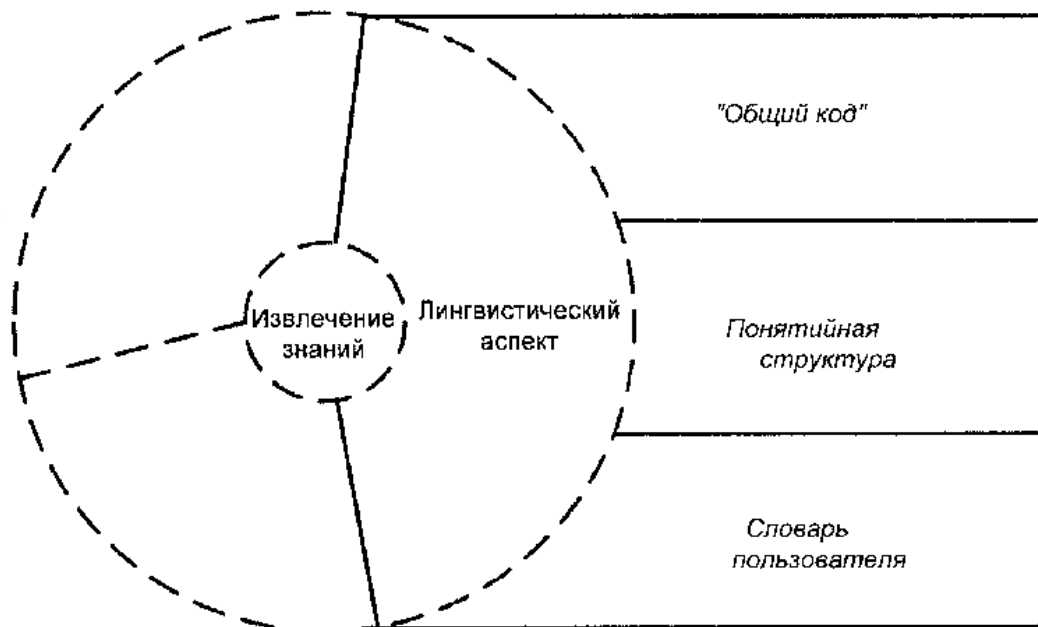 "Общий код"
Извлечение
знаний
Лингвистический
аспект
Понятийная
структура
Словарь
пользователя